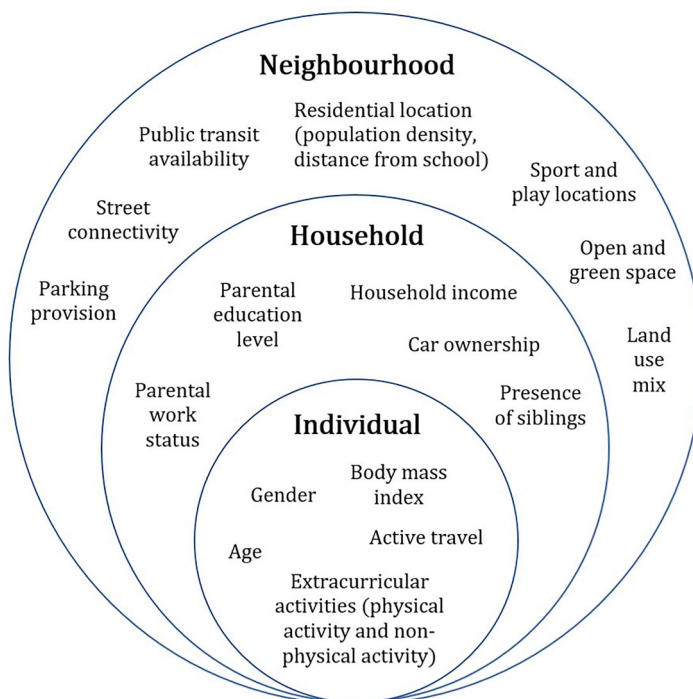 Neighbourhood
Public transit
availability
Residential location
(population density,
distance from school)
Sport and
play locations
Street
connectivity
Open and
green space
Parking
provision
Land
use
mix
Household
Parental
education
level
Household income
Car ownership
Parental
work
status
Presence
of siblings
Individual
Gender
Body mass
index
Age
Active travel
Extracurricular
activities (physical
activity and non-
physical activity)